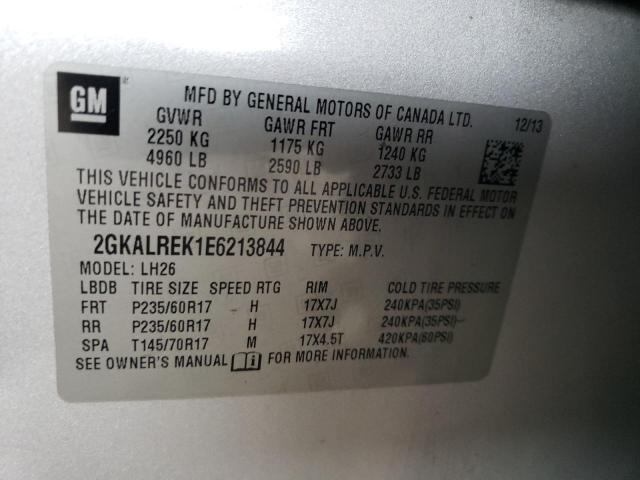 GM
MFD BY GENERAL MOTORS OF CANADA LTD.
GVWR GAWR FRT GAWR RR 12/13
2250 KG 1175 KG 1240 KG
4960 LB 2590 LB 2733 LB
THIS VEHICLE CONFORMS TO ALL APPLICABLE U.S. FEDERAL MOTOR
VEHICLE SAFETY AND THEFT PREVENTION STANDARDS IN EFFECT ON
THE DATE OF MANUFACTURE SHOWN ABOVE.
2GKALREK1E6213844 TYPE: M.P.V.
MODEL: LH26
LBDB TIRE SIZE SPEED RTG RIM COLD TIRE PRESSURE
FRT P235/60R17 H 17X7J 240KPA(35PSI)
RR P235/60R17 H 17X7J 240KPA(35PSI)
SPA T145/70R17 M 17X4.5T 420KPA(60PSI)
SEE OWNER'S MANUAL FOR MORE INFORMATION.